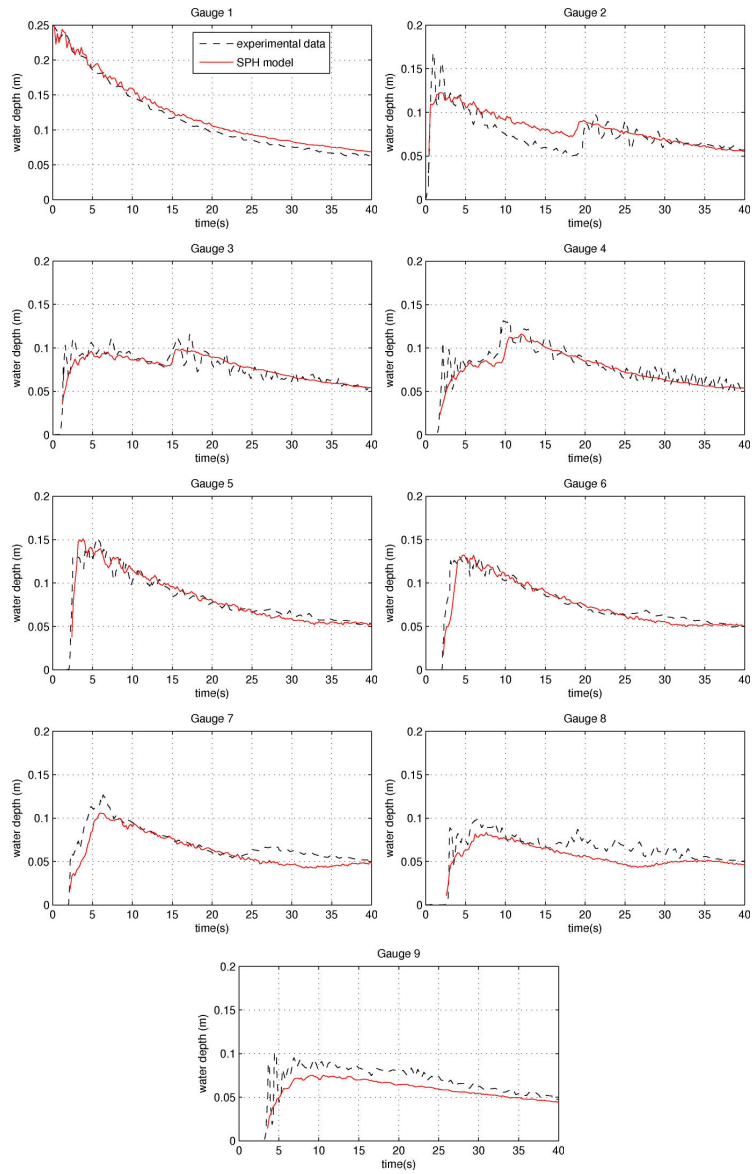 Gauge 1
0.25
0.2
0.15
0.1
0.05
0
water depth (m)
experimental data
SPH model
0 5 10 15 20 25 30 35 40
time(s)
Gauge 2
0.2
0.15
0.1
0.05
0
water depth (m)
0 5 10 15 20 25 30 35 40
time(s)
Gauge 3
0.2
0.15
0.1
0.05
0
water depth (m)
0 5 10 15 20 25 30 35 40
time(s)
Gauge 4
0.2
0.15
0.1
0.05
0
water depth (m)
0 5 10 15 20 25 30 35 40
time(s)
Gauge 5
0.2
0.15
0.1
0.05
0
water depth (m)
0 5 10 15 20 25 30 35 40
time(s)
Gauge 6
0.2
0.15
0.1
0.05
0
water depth (m)
0 5 10 15 20 25 30 35 40
time(s)
Gauge 7
0.2
0.15
0.1
0.05
0
water depth (m)
0 5 10 15 20 25 30 35 40
time(s)
Gauge 8
0.2
0.15
0.1
0.05
0
water depth (m)
0 5 10 15 20 25 30 35 40
time(s)
Gauge 9
0.2
0.15
0.1
0.05
0
water depth (m)
0 5 10 15 20 25 30 35 40
time(s)